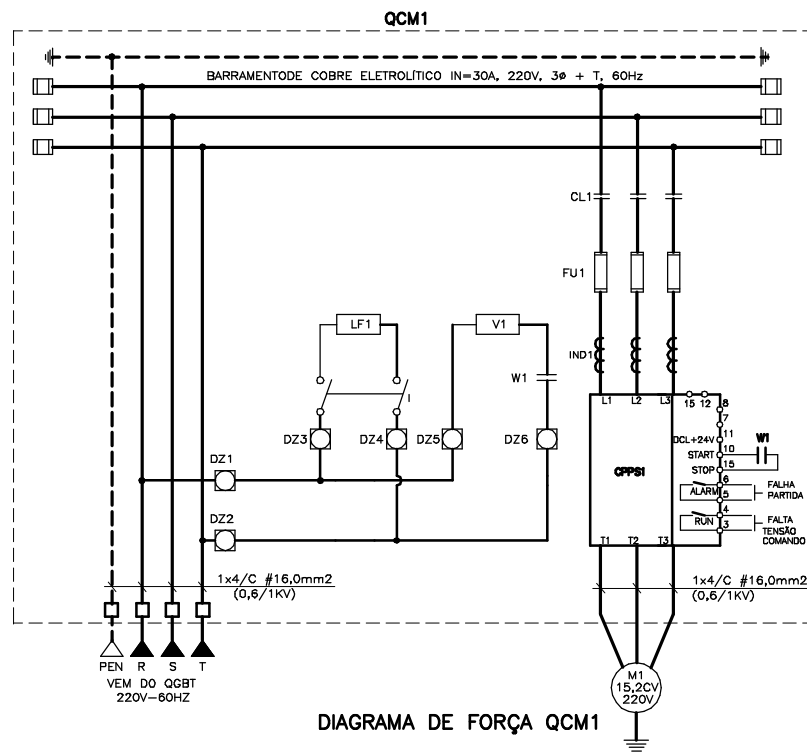 QCM1
BARRAMENTODE COBRE ELETROLÍTICO IN=30A, 220V, 3ø + T, 60Hz
CL1
FU1
LF1
V1
IND1
W1
I
L1 L2 L3
15 12
8
7
DCL+24V 11
START 10
W1
STOP 15
DZ3 DZ4 DZ5 DZ6
CPPS1
DZ1
ALARM
6
5
FALHA
PARTIDA
RUN
4
3
FALTA
TENSÃO
COMANDO
DZ2
T1 T2 T3
1x4/C #16,0mm2
(0,6/1KV)
1x4/C #16,0mm2
(0,6/1KV)
PEN R S T
VEM DO QGBT
220V-60HZ
M1
15,2CV
220V
DIAGRAMA DE FORÇA QCM1